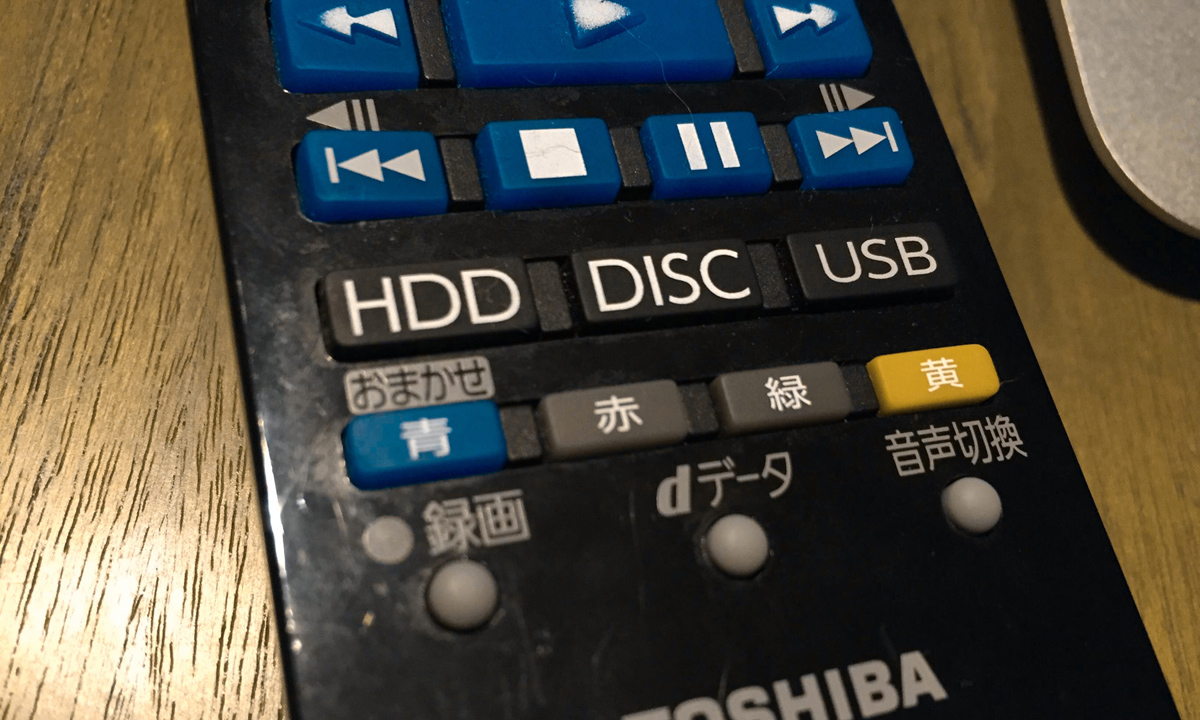 HDD DISC USB
おまかせ
青 赤 緑 黄
録画 dデータ 音声切換
TOSHIBA